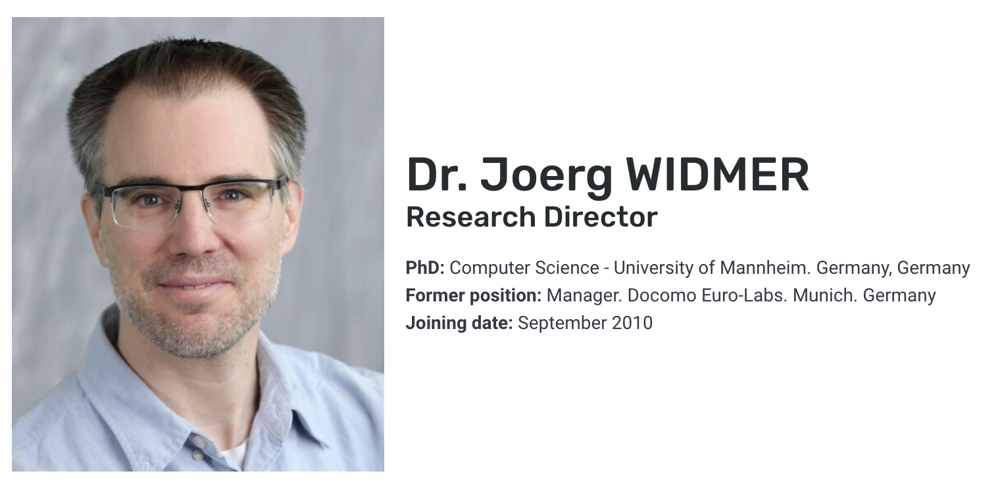 Dr. Joerg WIDMER
Research Director
PhD: Computer Science - University of Mannheim. Germany, Germany
Former position: Manager. Docomo Euro-Labs. Munich. Germany
Joining date: September 2010